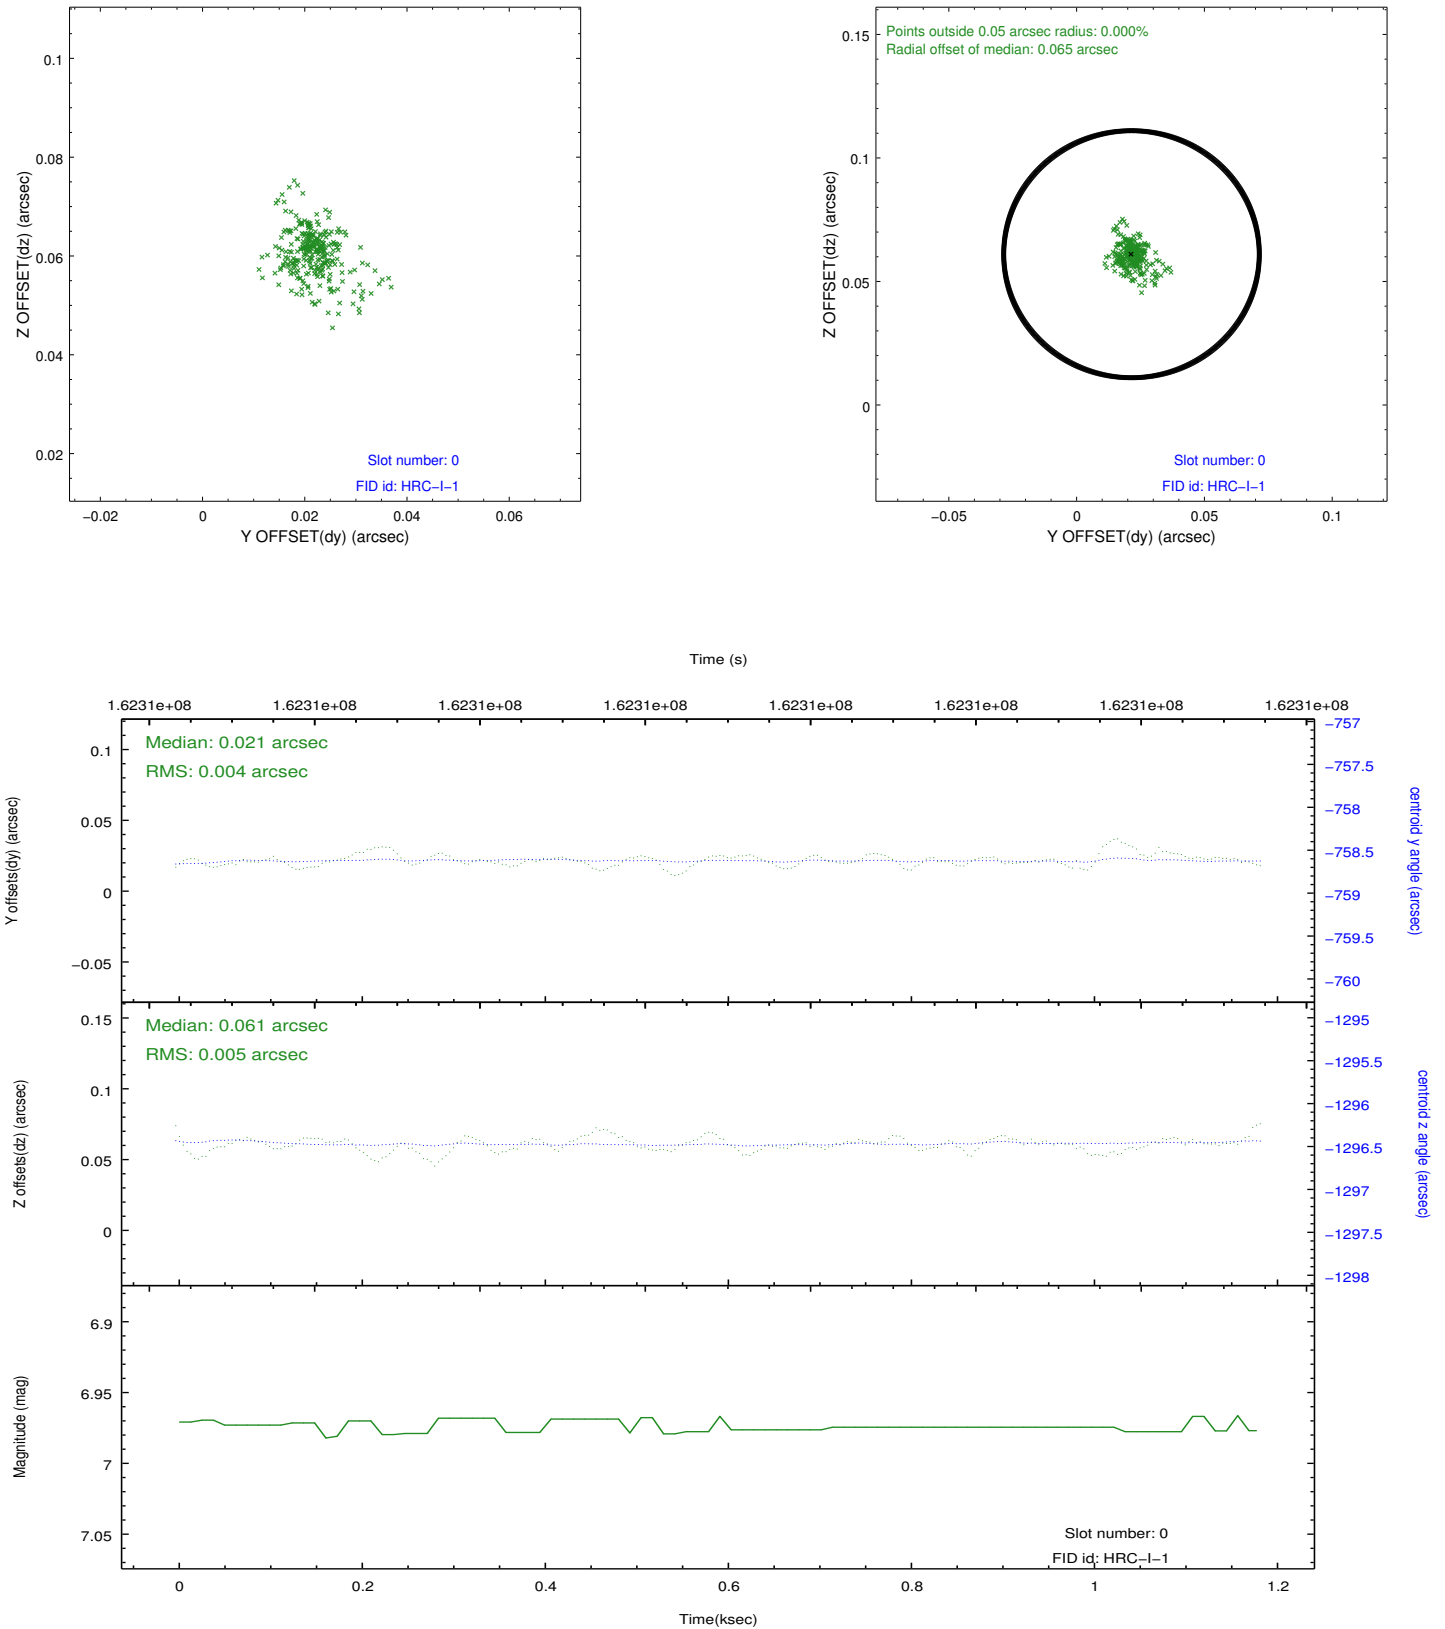 0.1
0.08
0.06
0.04
0.02
Z OFFSET(dz) (arcsec)
Slot number: 0
FID id: HRC−I−1
−0.02 0 0.02 0.04 0.06
Y OFFSET(dy) (arcsec)
Points outside 0.05 arcsec radius: 0.000%
Radial offset of median: 0.065 arcsec
0.15
0.1
0.05
0
Z OFFSET(dz) (arcsec)
Slot number: 0
FID id: HRC−I−1
−0.05 0 0.05 0.1
Y OFFSET(dy) (arcsec)
Time (s)
1.6231e+08 1.6231e+08 1.6231e+08 1.6231e+08 1.6231e+08 1.6231e+08 1.6231e+08 1.6231e+08
Median: 0.021 arcsec
RMS: 0.004 arcsec
0.1
0.05
0
−0.05
Y offsets(dy) (arcsec)
−757
−757.5
−758
−758.5
−759
−759.5
−760
centroid y angle (arcsec)
Median: 0.061 arcsec
RMS: 0.005 arcsec
0.15
0.1
0.05
0
Z offsets(dz) (arcsec)
−1295
−1295.5
−1296
−1296.5
−1297
−1297.5
−1298
centroid z angle (arcsec)
6.9
6.95
7
7.05
Magnitude (mag)
Slot number: 0
FID id: HRC−I−1
0 0.2 0.4 0.6 0.8 1 1.2
Time(ksec)